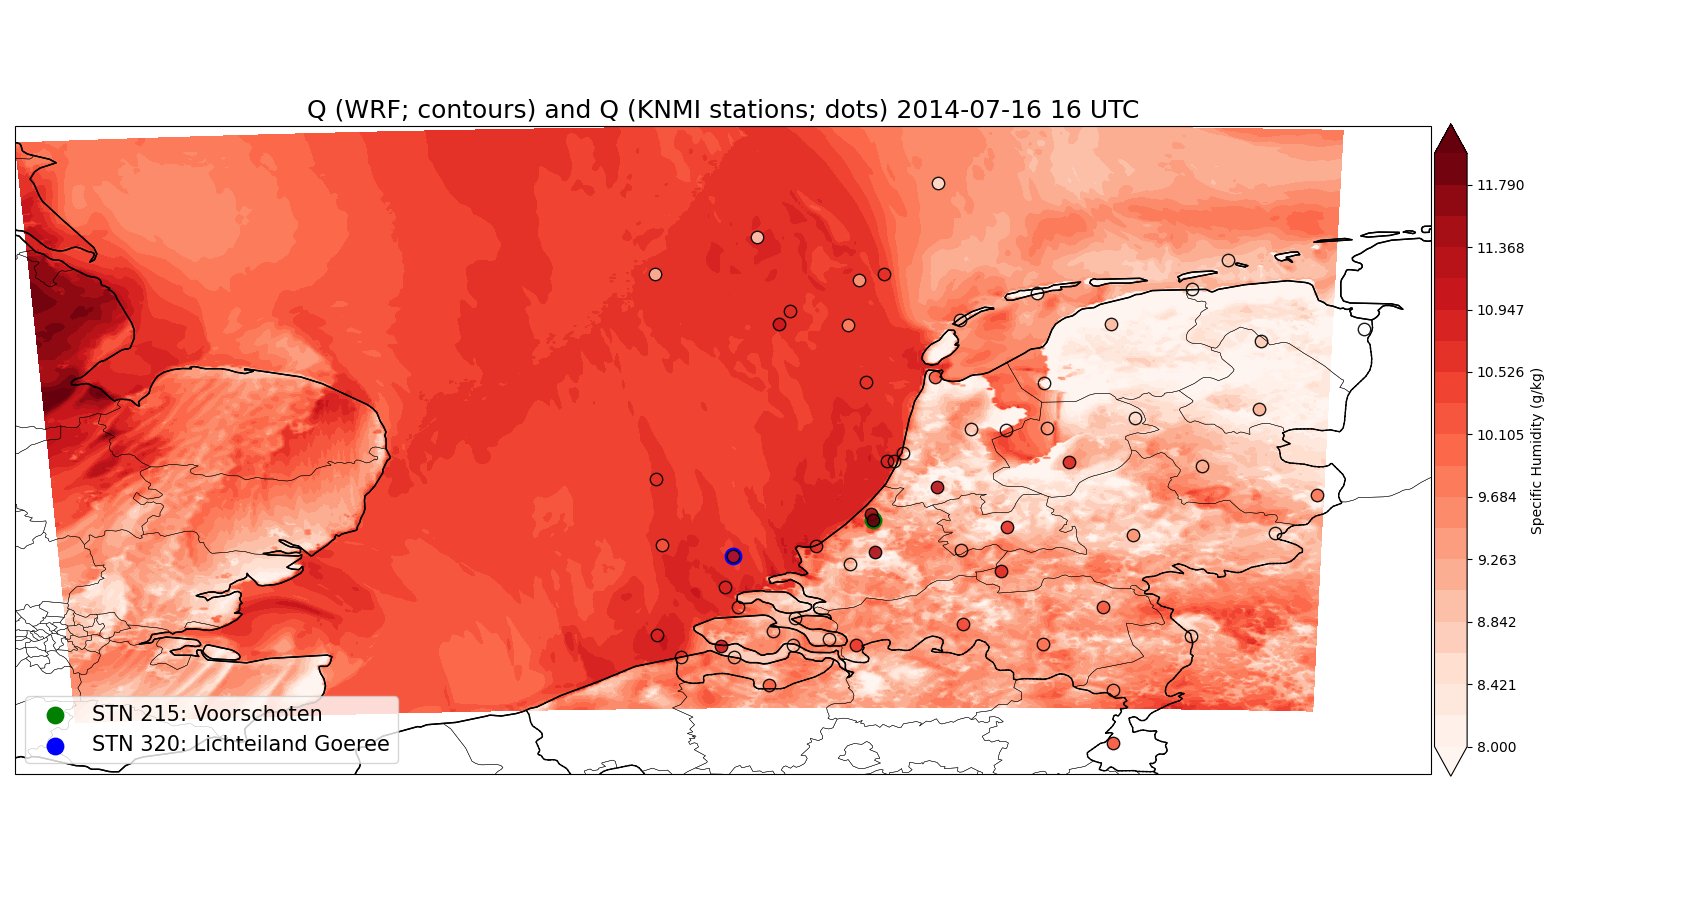 Q (WRF; contours) and Q (KNMI stations; dots) 2014-07-16 16 UTC
11.790
11.368
10.947
10.526
10.105
9.684
9.263
8.842
8.421
8.000
Specific Humidity (g/kg)
STN 215: Voorschoten
STN 320: Lichteiland Goeree